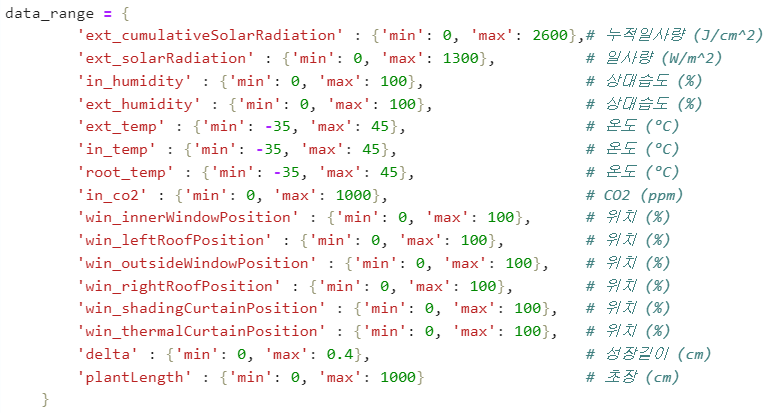 data_range = {
'ext_cumulativeSolarRadiation' : {'min': 0, 'max': 2600},# 누적일사량 (J/cm^2)
'ext_solarRadiation' : {'min': 0, 'max': 1300}, # 일사량 (W/m^2)
'in_humidity' : {'min': 0, 'max': 100}, # 상대습도 (%)
'ext_humidity' : {'min': 0, 'max': 100}, # 상대습도 (%)
'ext_temp' : {'min': -35, 'max': 45}, # 온도 (°C)
'in_temp' : {'min': -35, 'max': 45}, # 온도 (°C)
'root_temp' : {'min': -35, 'max': 45}, # 온도 (°C)
'in_co2' : {'min': 0, 'max': 1000}, # CO2 (ppm)
'win_innerWindowPosition' : {'min': 0, 'max': 100}, # 위치 (%)
'win_leftRoofPosition' : {'min': 0, 'max': 100}, # 위치 (%)
'win_outsideWindowPosition' : {'min': 0, 'max': 100}, # 위치 (%)
'win_rightRoofPosition' : {'min': 0, 'max': 100}, # 위치 (%)
'win_shadingCurtainPosition' : {'min': 0, 'max': 100}, # 위치 (%)
'win_thermalCurtainPosition' : {'min': 0, 'max': 100}, # 위치 (%)
'delta' : {'min': 0, 'max': 0.4}, # 성장길이 (cm)
'plantLength' : {'min': 0, 'max': 1000} # 초장 (cm)
}